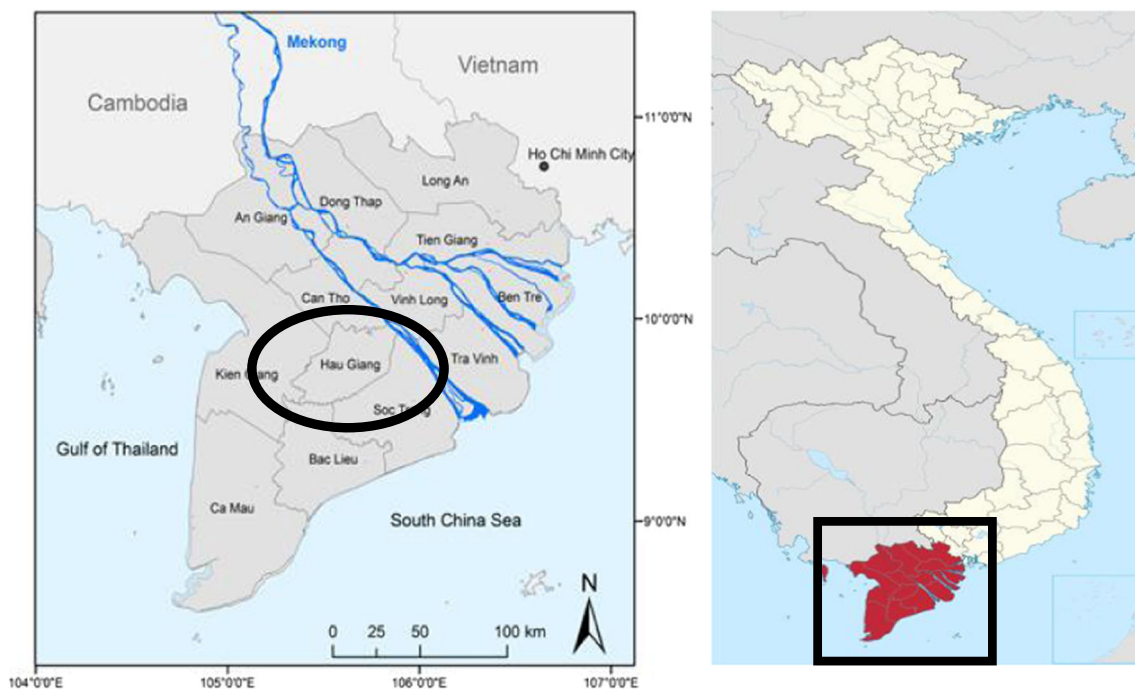 Mekong
Vietnam
Cambodia
11°0'0"N
Ho Chi Minh City
Long An
Dong Thap
An Giang
Tien Giang
Can Tho
Vinh Long
Ben Tre
10°0'0"N
Hau Giang
Tra Vinh
Kien Giang
Soc Trang
Gulf of Thailand
Bac Lieu
Ca Mau
South China Sea
9°0'0"N
N
0 25 50 100 km
104°0'0"E
105°0'0"E
106°0'0"E
107°0'0"E